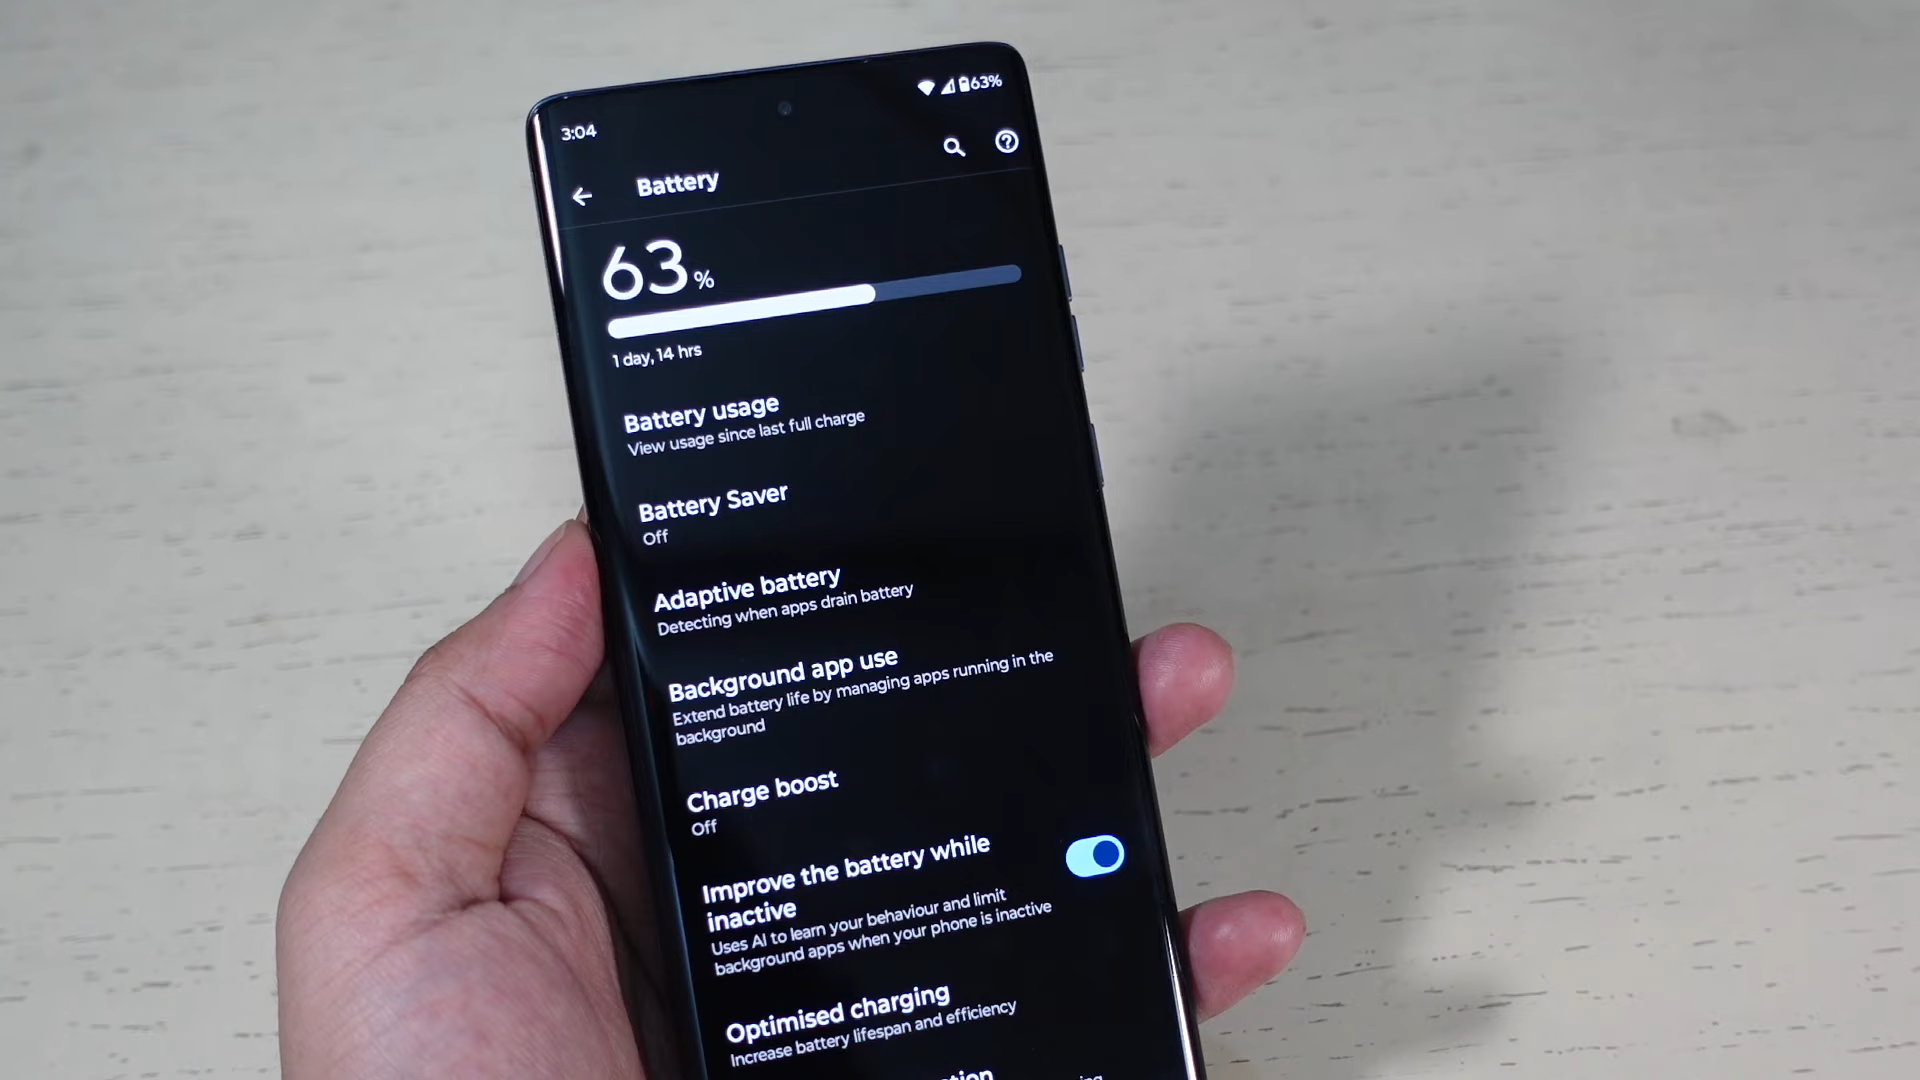 3:04
63%
Battery
63%
1 day, 14 hrs
Battery usage
View usage since last full charge
Battery Saver
Off
Adaptive battery
Detecting when apps drain battery
Background app use
Extend battery life by managing apps running in the
background
Charge boost
Off
Improve the battery while
inactive
Uses AI to learn your behaviour and limit
background apps when your phone is inactive
Optimised charging
Increase battery lifespan and efficiency